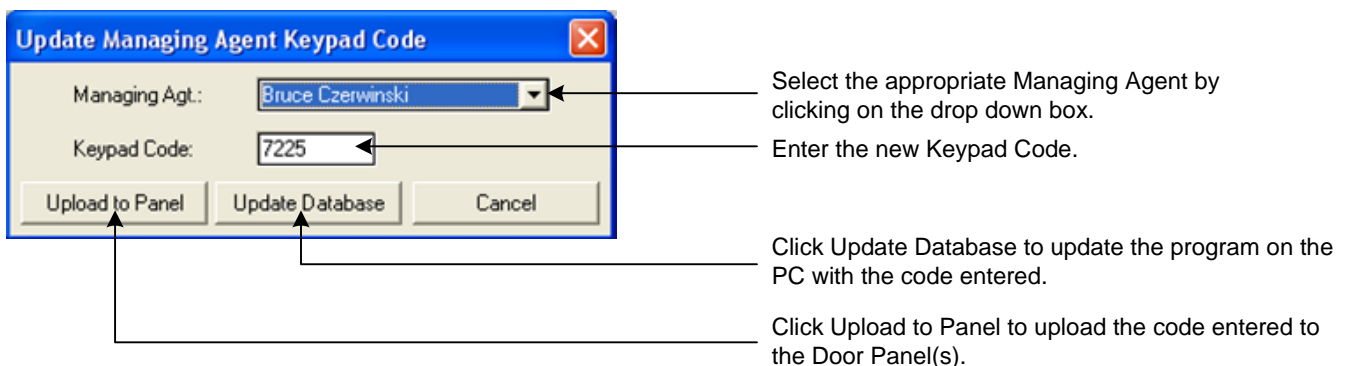 Update Managing Agent Keypad Code
Managing Agt.: Bruce Czerwinski
Keypad Code: 7225
Upload to Panel Update Database Cancel
Select the appropriate Managing Agent by
clicking on the drop down box.
Enter the new Keypad Code.
Click Update Database to update the program on the
PC with the code entered.
Click Upload to Panel to upload the code entered to
the Door Panel(s).